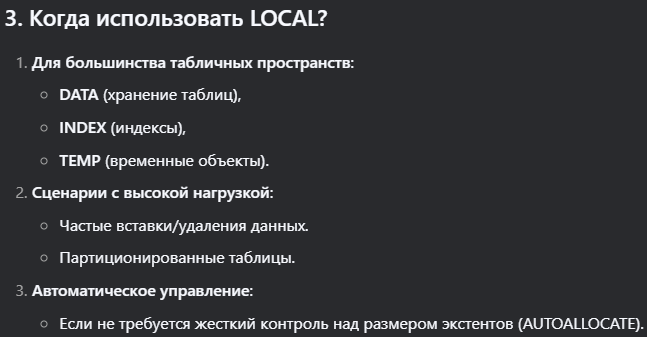 3. Когда использовать LOCAL?
1. Для большинства табличных пространств:
○ DATA (хранение таблиц),
○ INDEX (индексы),
○ TEMP (временные объекты).
2. Сценарии с высокой нагрузкой:
○ Частые вставки/удаления данных.
○ Партиционированные таблицы.
3. Автоматическое управление:
○ Если не требуется жесткий контроль над размером экстентов (AUTOALLOCATE).